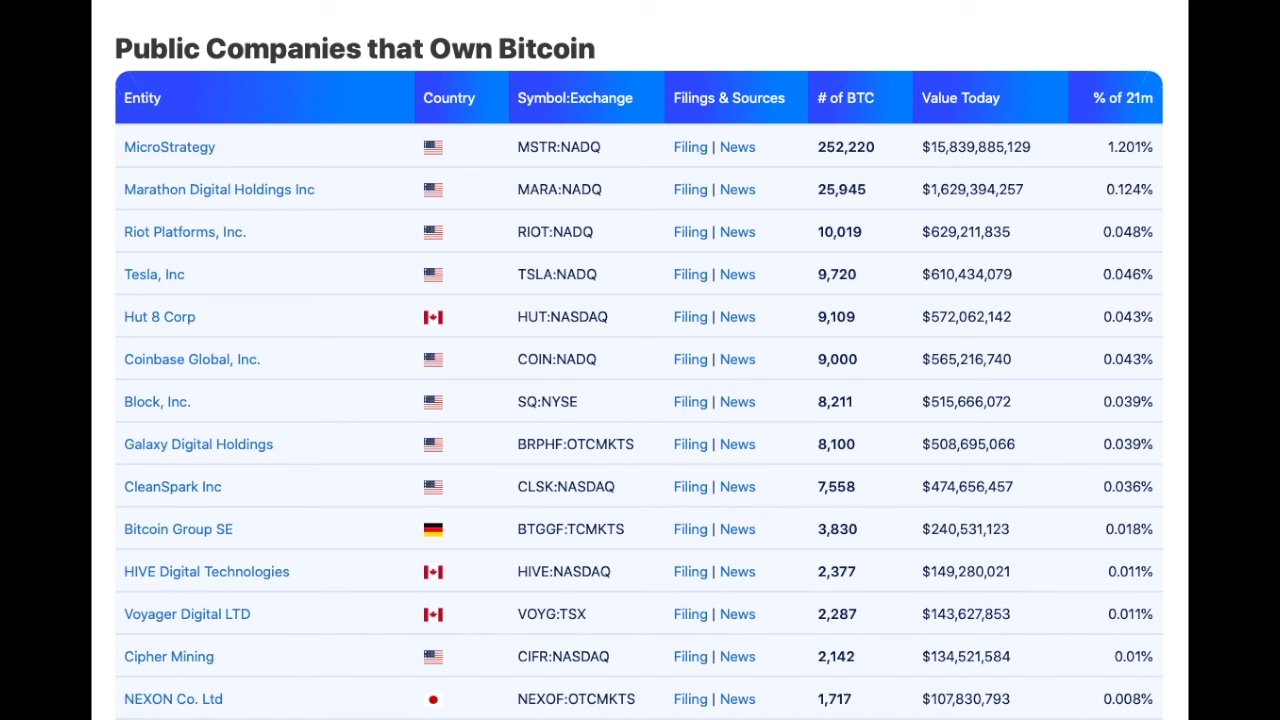 Public Companies that Own Bitcoin
Entity Country Symbol:Exchange Filings & Sources # of BTC Value Today % of 21m
MicroStrategy MSTR:NADQ Filing | News 252,220 $15,839,885,129 1.201%
Marathon Digital Holdings Inc MARA:NADQ Filing | News 25,945 $1,629,394,257 0.124%
Riot Platforms, Inc. RIOT:NADQ Filing | News 10,019 $629,211,835 0.048%
Tesla, Inc TSLA:NADQ Filing | News 9,720 $610,434,079 0.046%
Hut 8 Corp HUT:NASDAQ Filing | News 9,109 $572,062,142 0.043%
Coinbase Global, Inc. COIN:NADQ Filing | News 9,000 $565,216,740 0.043%
Block, Inc. SQ:NYSE Filing | News 8,211 $515,666,072 0.039%
Galaxy Digital Holdings BRPHF:OTCMKTS Filing | News 8,100 $508,695,066 0.039%
CleanSpark Inc CLSK:NASDAQ Filing | News 7,558 $474,656,457 0.036%
Bitcoin Group SE BTGGF:TCMKTS Filing | News 3,830 $240,531,123 0.018%
HIVE Digital Technologies HIVE:NASDAQ Filing | News 2,377 $149,280,021 0.011%
Voyager Digital LTD VOYG:TSX Filing | News 2,287 $143,627,853 0.011%
Cipher Mining CIFR:NASDAQ Filing | News 2,142 $134,521,584 0.01%
NEXON Co. Ltd NEXOF:OTCMKTS Filing | News 1,717 $107,830,793 0.008%